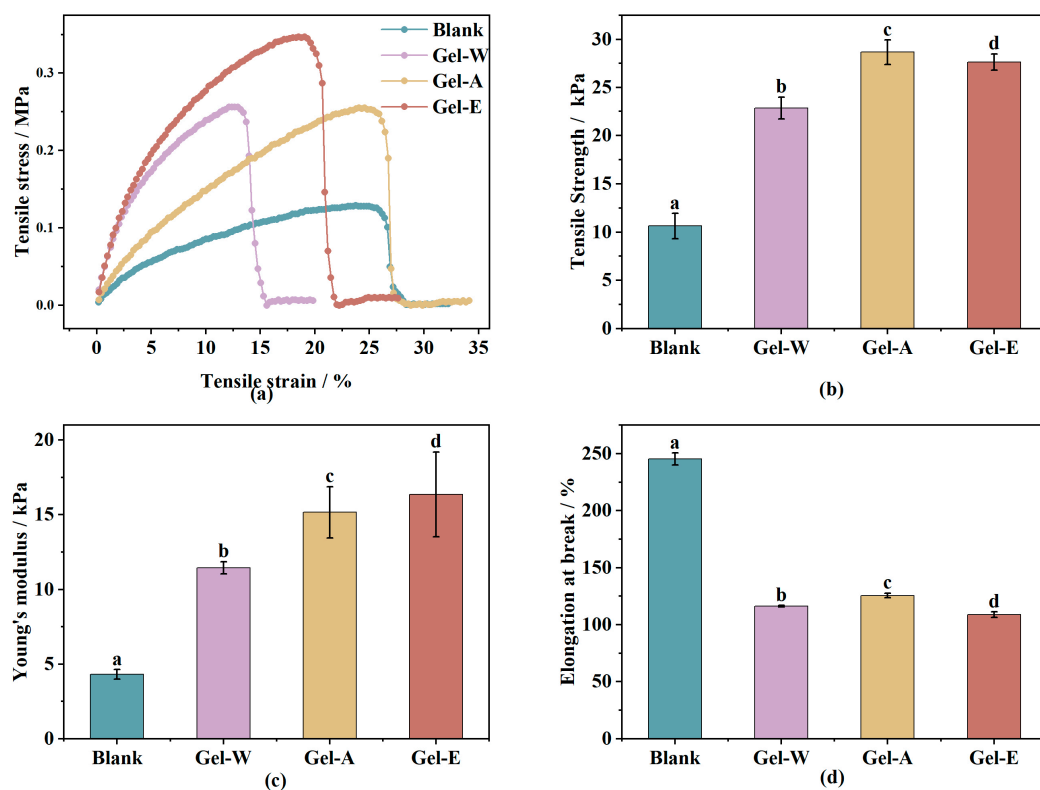 Tensile stress / MPa
0.3
0.2
0.1
0.0
0 5 10 15 20 25 30 35
Tensile strain / %
(a)
Blank
Gel-W
Gel-A
Gel-E
Tensile Strength / kPa
30
25
20
15
10
5
0
a
b
c
d
Blank Gel-W Gel-A Gel-E
(b)
Young's modulus / kPa
20
15
10
5
0
a
b
c
d
Blank Gel-W Gel-A Gel-E
(c)
Elongation at break / %
250
200
150
100
50
0
a
b
c
d
Blank Gel-W Gel-A Gel-E
(d)